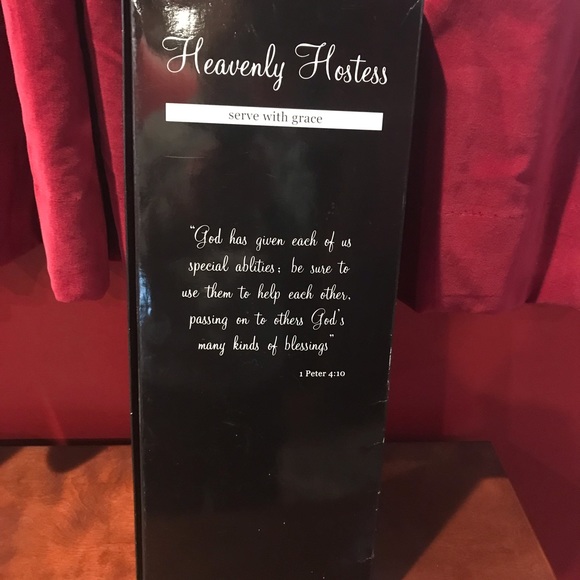 Heavenly Hostess
serve with grace
"God has given each of us
special ablities; be sure to
use them to help each other,
passing on to others God's
many kinds of blessings"
1 Peter 4:10